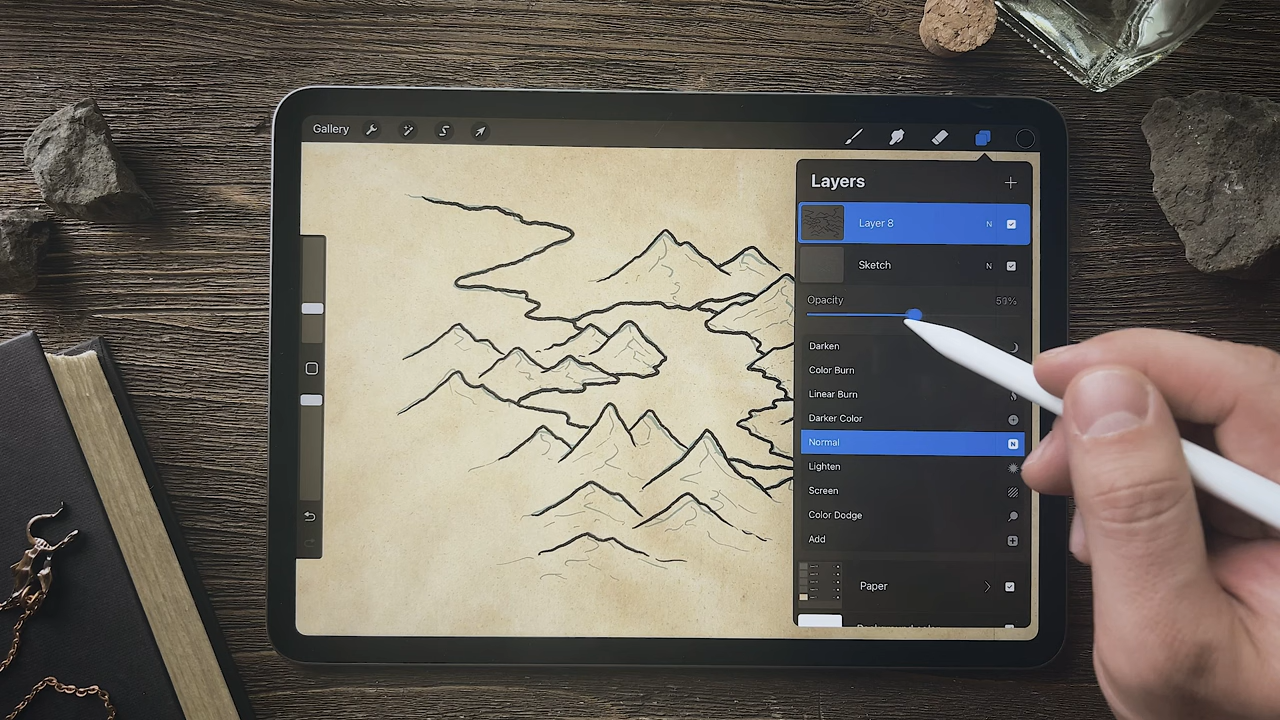 Gallery
Layers
Layer 8 N
Sketch N
Opacity
Darken
Color Burn
Linear Burn
Darker Color
Normal N
Lighten
Screen
Color Dodge
Add
Paper